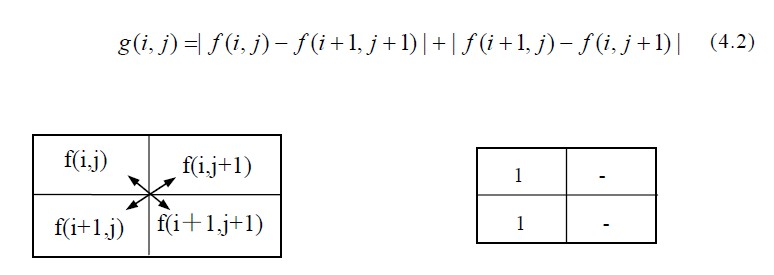 g(i, j) =| f(i, j) − f(i+1, j+1) | + | f(i+1, j) − f(i, j+1) | (4.2)
f(i,j) f(i,j+1)
1 -
f(i+1,j) f(i＋1,j+1)
1 -